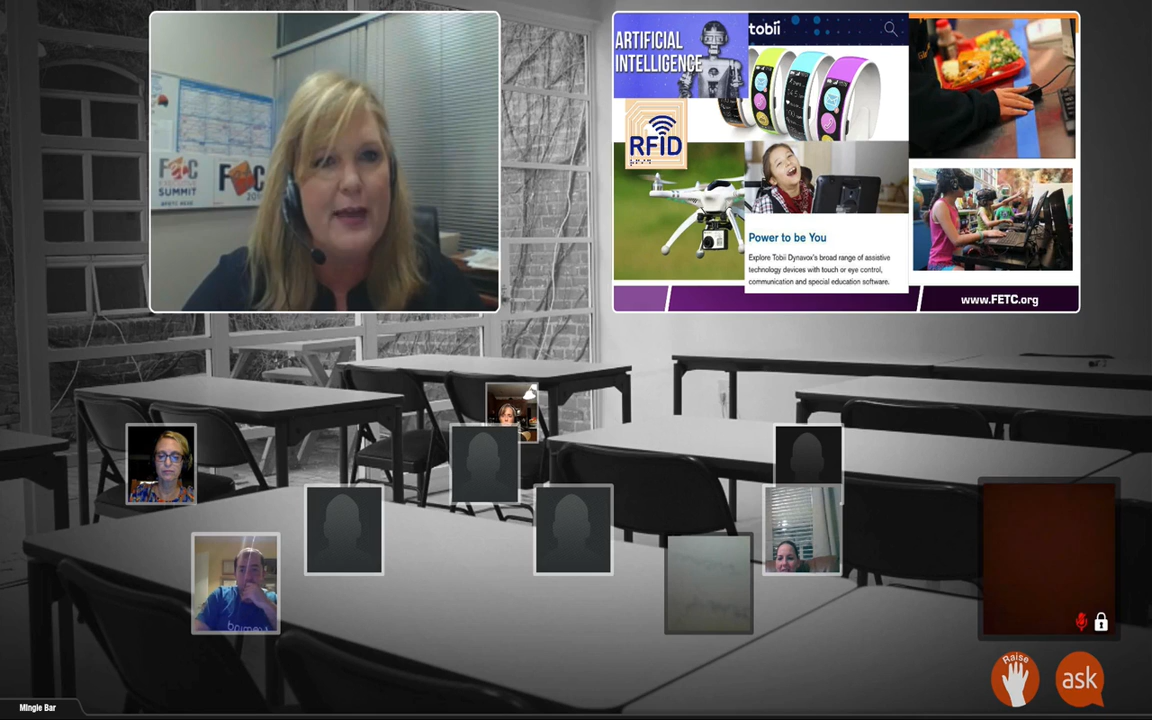 FETC
SUMMIT
ARTIFICIAL
INTELLIGENCE
RFID
tobii
Power to be You
Explore Tobii Dynavox's broad range of assistive
technology devices with touch or eye control,
communication and special education software.
www.FETC.org
Raise
ask
Mingle Bar